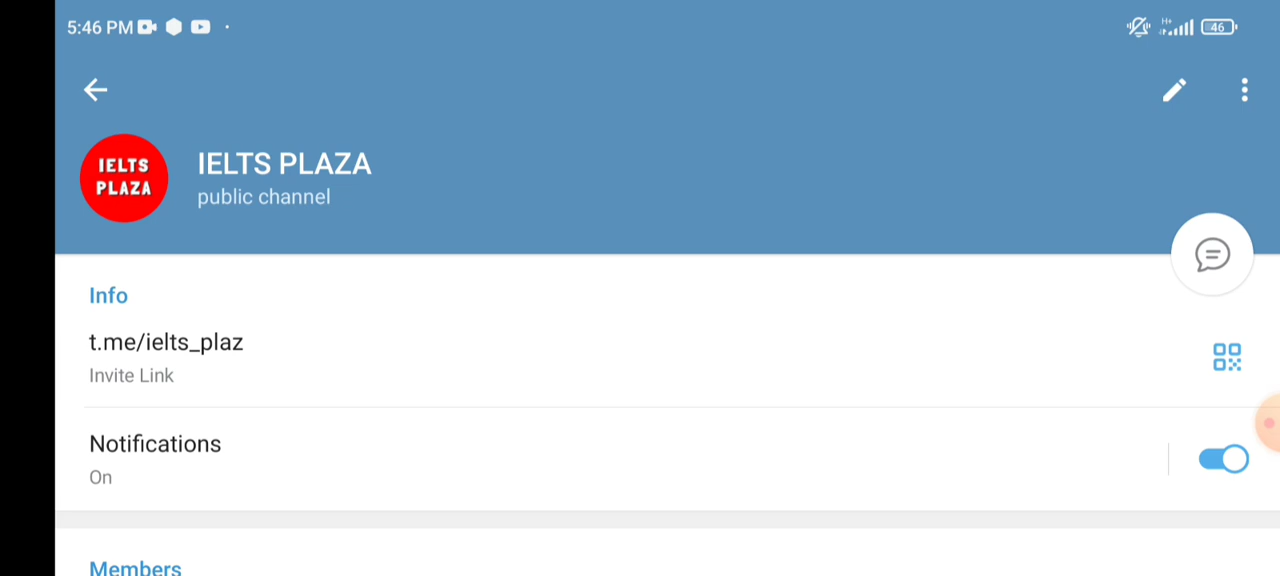 5:46 PM
H+
46
IELTS
PLAZA
IELTS PLAZA
public channel
Info
t.me/ielts_plaz
Invite Link
Notifications
On
Members